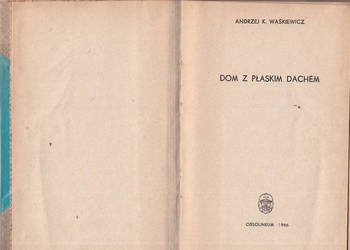 ANDRZEJ K. WAŚKIEWICZ
DOM Z PŁASKIM DACHEM
OSSOLINEUM 1966